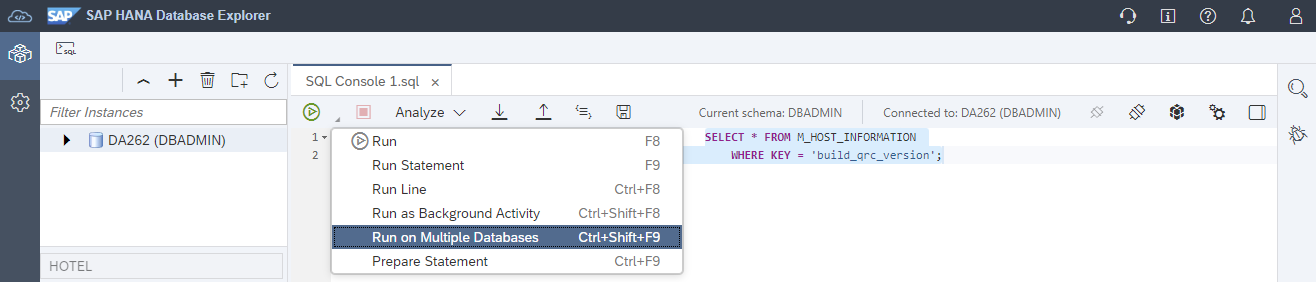 SAP SAP HANA Database Explorer
SQL
SQL Console 1.sql ×
Filter Instances
Analyze
Current schema: DBADMIN
Connected to: DA262 (DBADMIN)
DA262 (DBADMIN)
1 SELECT * FROM M_HOST_INFORMATION
2 WHERE KEY = 'build_qrc_version';
Run F8
Run Statement F9
Run Line Ctrl+F8
Run as Background Activity Ctrl+Shift+F8
Run on Multiple Databases Ctrl+Shift+F9
Prepare Statement Ctrl+F9
HOTEL